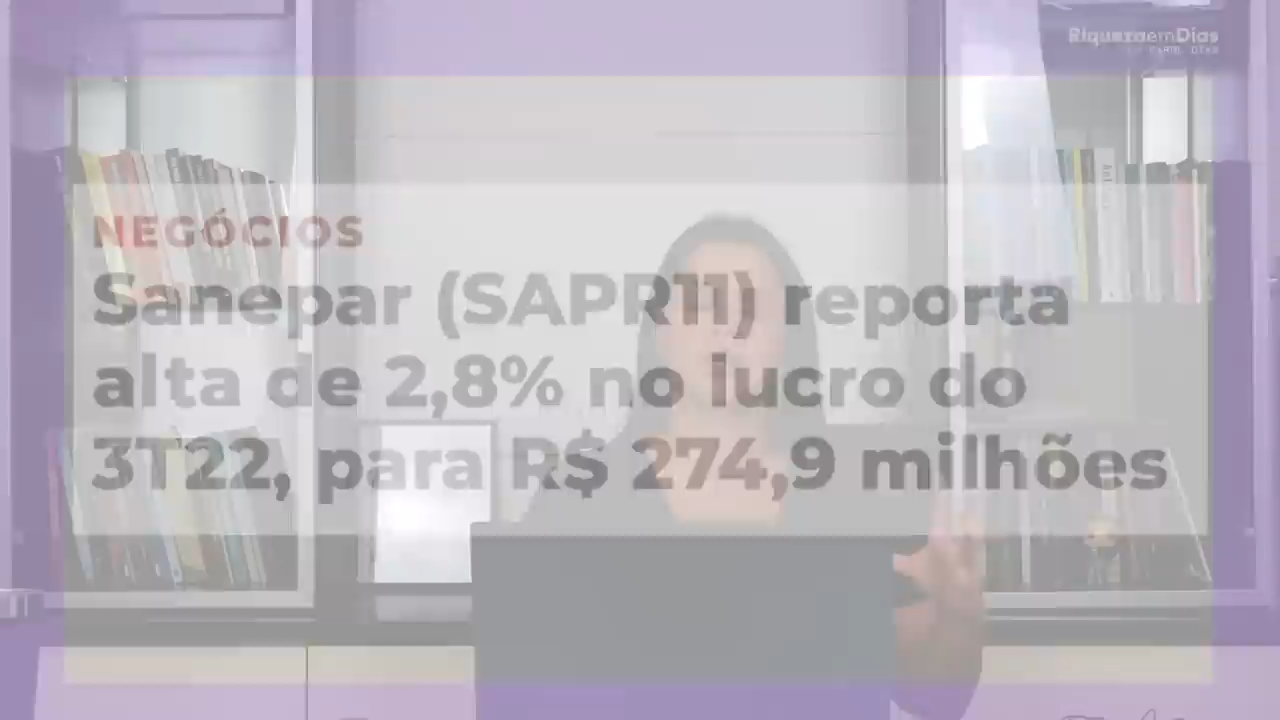 RiquezaemDias
NEGÓCIOS
Sanepar (SAPR11) reporta
alta de 2,8% no lucro do
3T22, para R$ 274,9 milhões